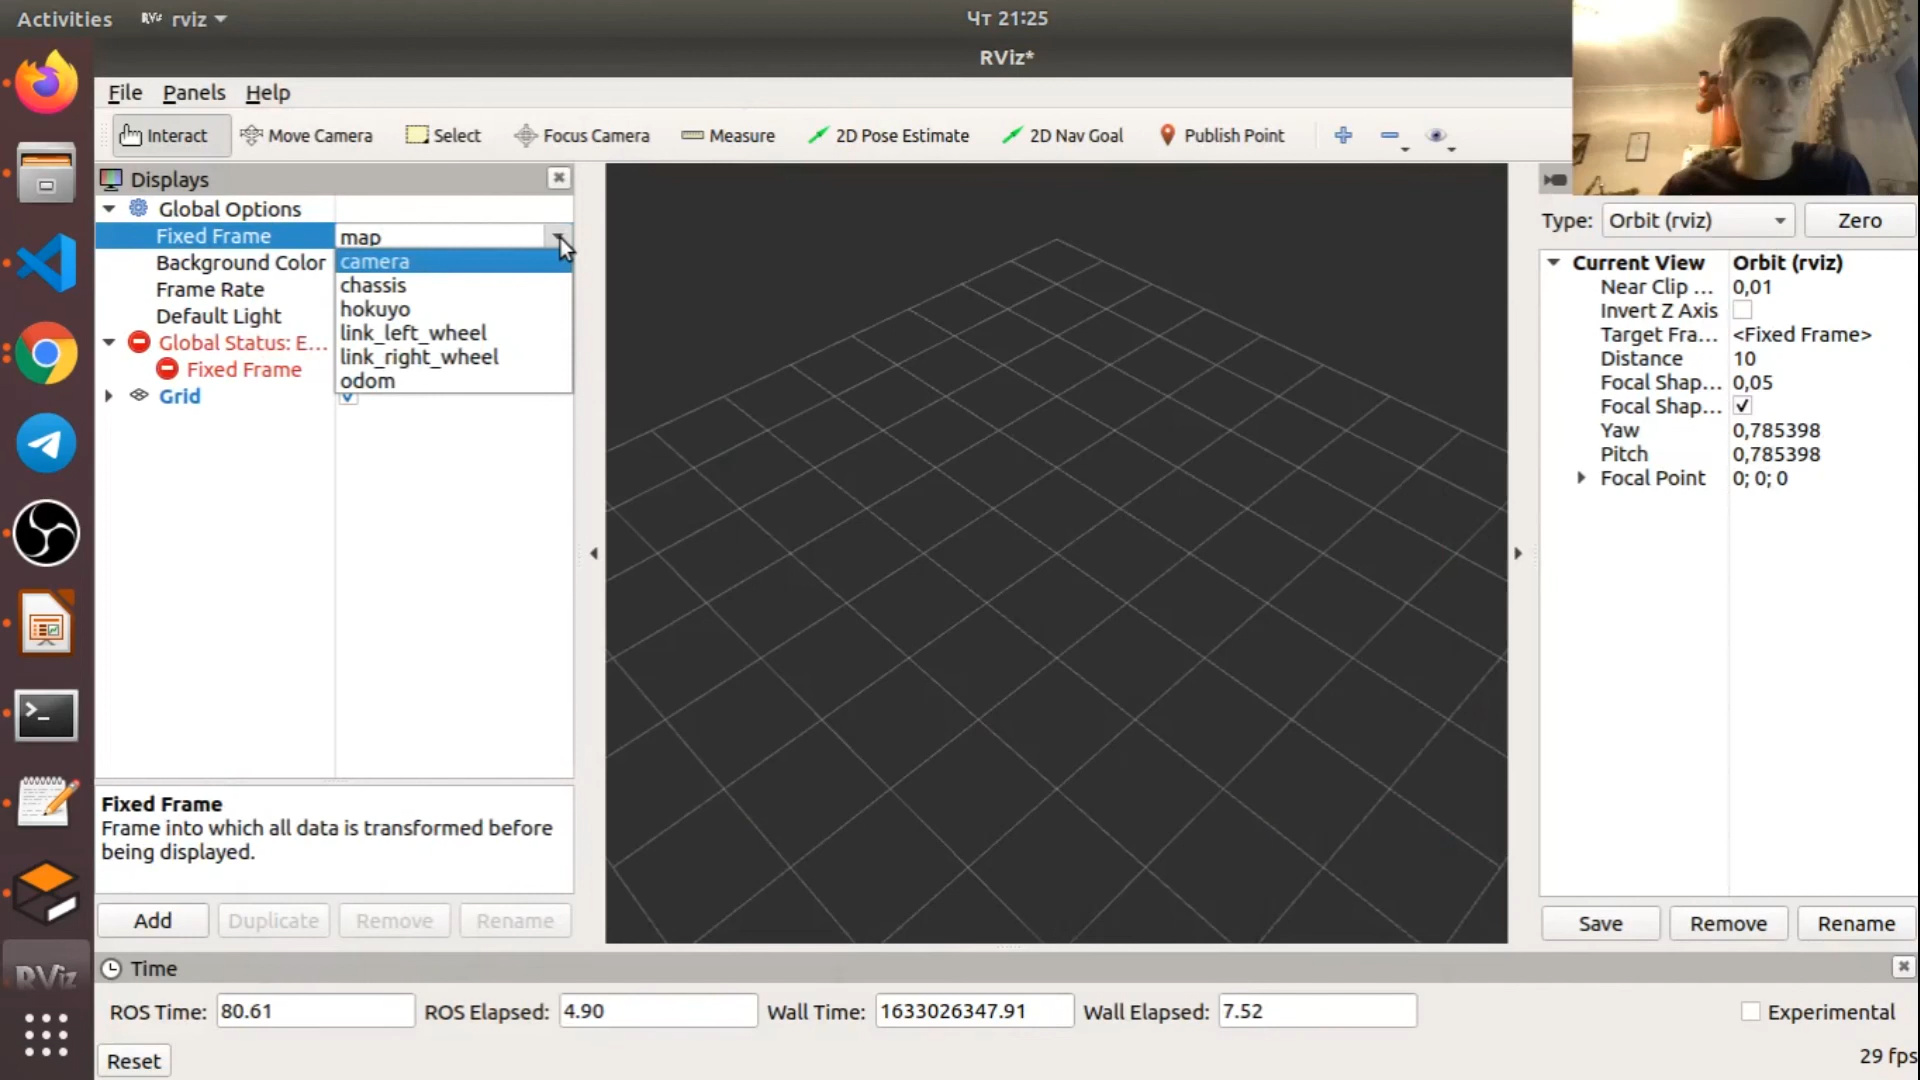 Activities
rviz
Чт 21:25
RViz*
File
Panels
Help
Interact
Move Camera
Select
Focus Camera
Measure
2D Pose Estimate
2D Nav Goal
Publish Point
Displays
Global Options
Fixed Frame
map
camera
chassis
hokuyo
link_left_wheel
link_right_wheel
odom
Background Color
Frame Rate
Default Light
Global Status: E...
Fixed Frame
Grid
Fixed Frame
Frame into which all data is transformed before
being displayed.
Add
Duplicate
Remove
Rename
Type:
Orbit (rviz)
Zero
Current View
Orbit (rviz)
Near Clip ...
0,01
Invert Z Axis
Target Fra...
<Fixed Frame>
Distance
10
Focal Shap...
0,05
Focal Shap...
Yaw
0,785398
Pitch
0,785398
Focal Point
0; 0; 0
Save
Remove
Rename
RViz
Time
ROS Time:
80.61
ROS Elapsed:
4.90
Wall Time:
1633026347.91
Wall Elapsed:
7.52
Experimental
Reset
29 fps